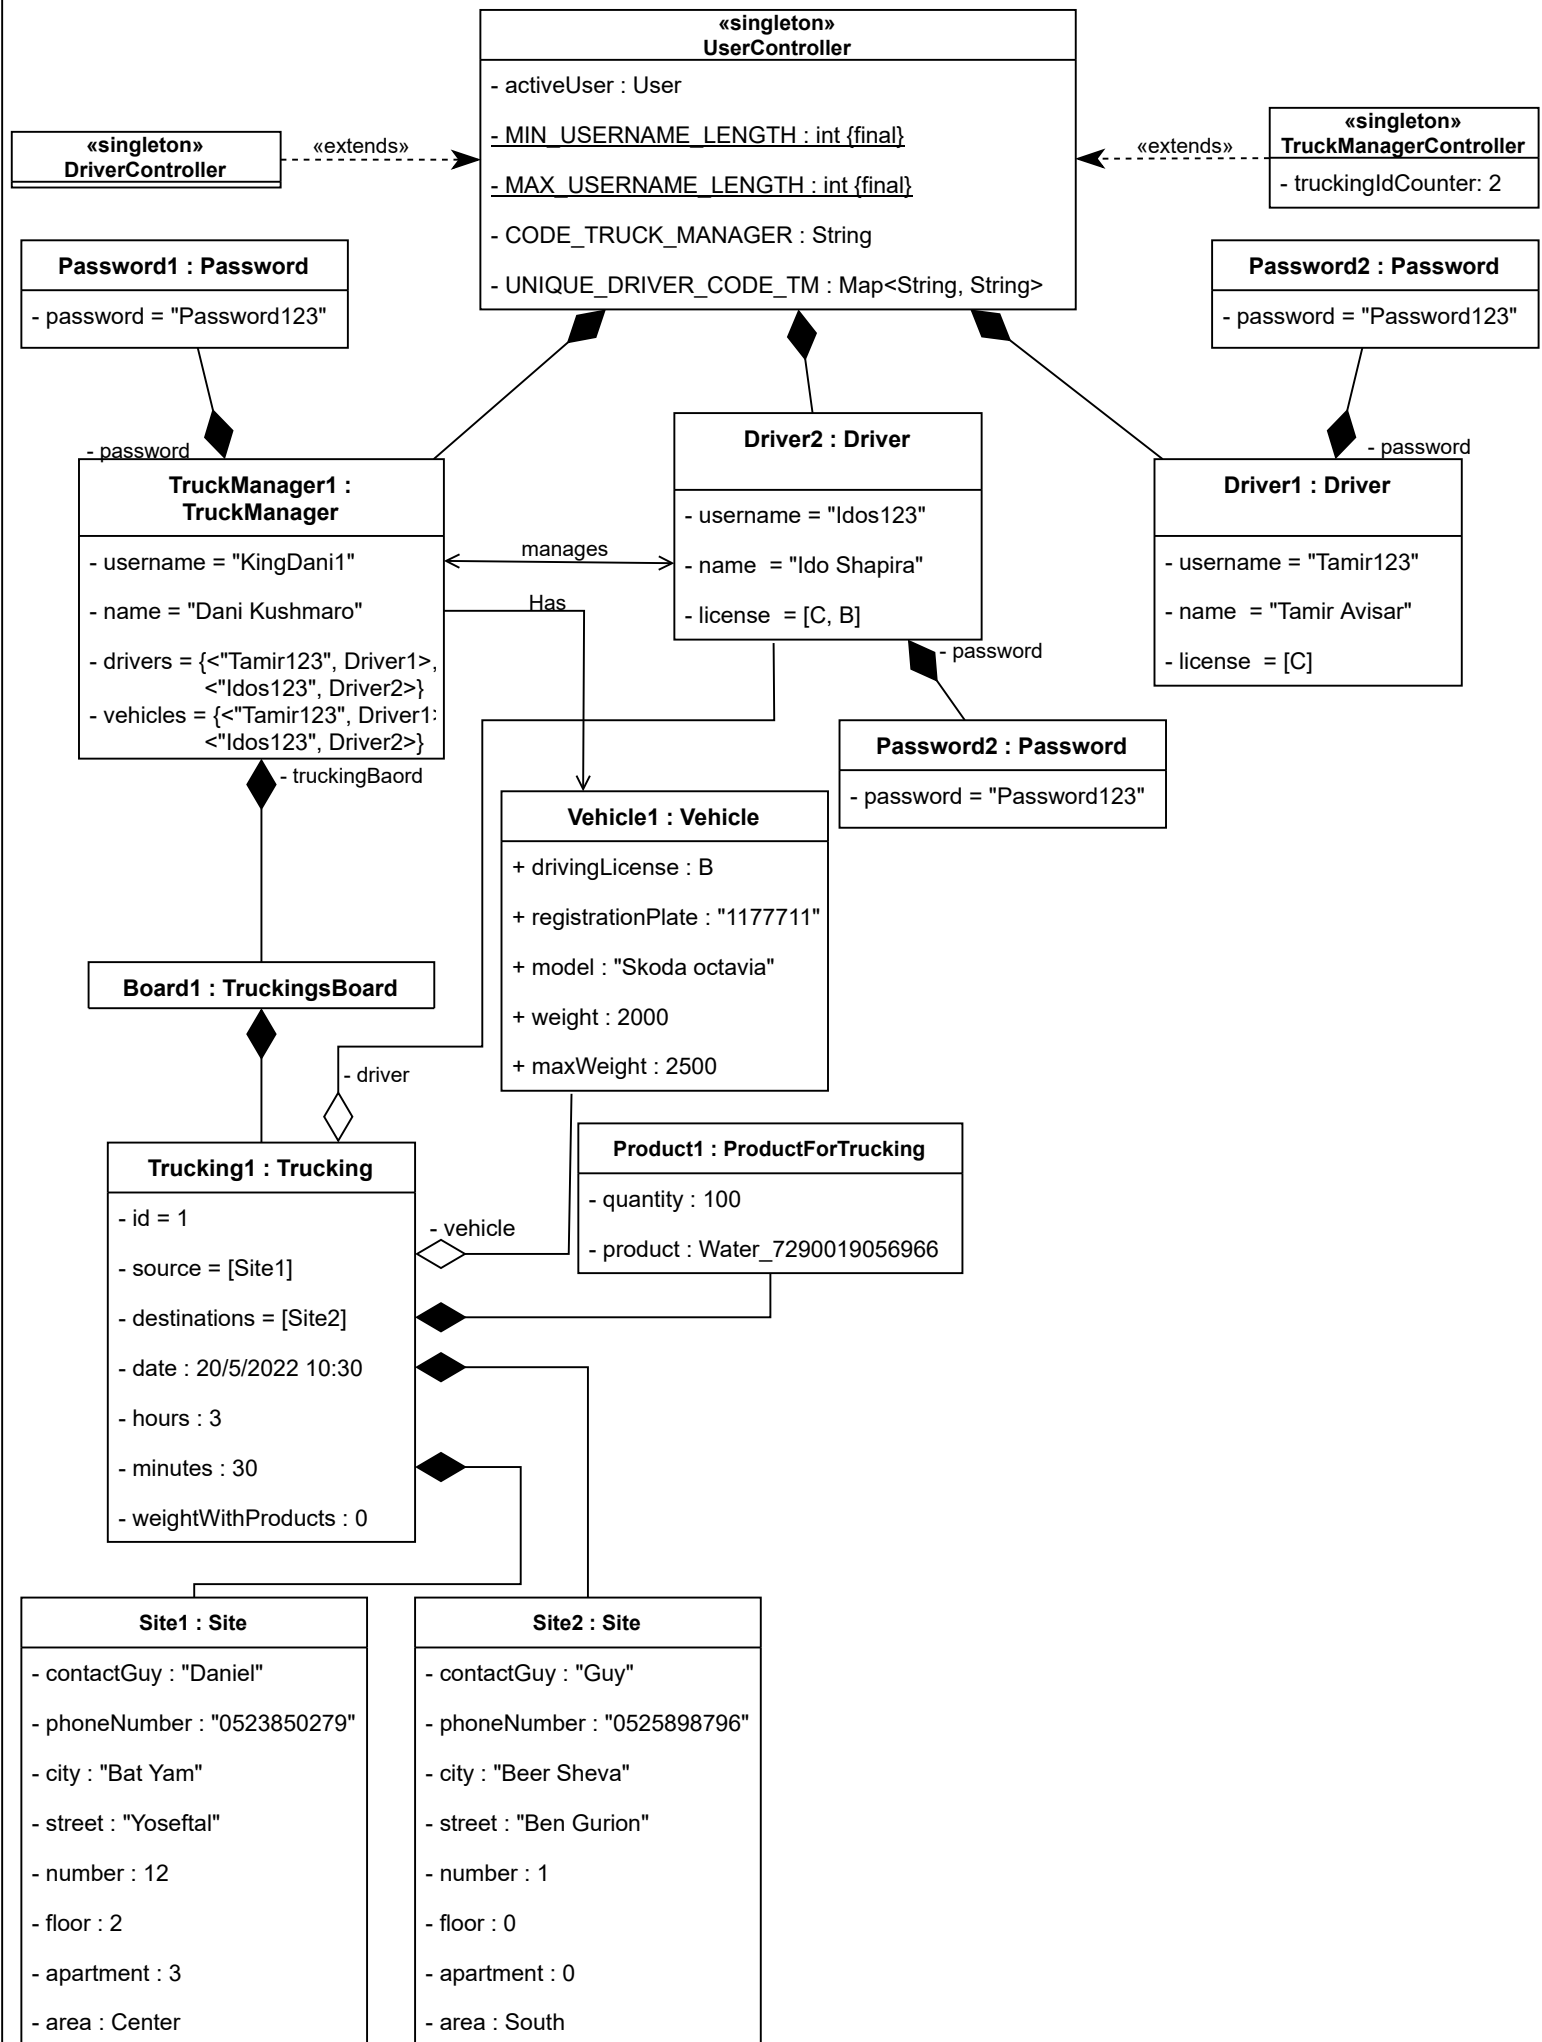 «singleton»
UserController
- activeUser : User
- MIN_USERNAME_LENGTH : int {final}
- MAX_USERNAME_LENGTH : int {final}
- CODE_TRUCK_MANAGER : String
- UNIQUE_DRIVER_CODE_TM : Map<String, String>
«singleton»
DriverController
«extends»
«extends»
«singleton»
TruckManagerController
- truckingIdCounter: 2
Password1 : Password
- password = "Password123"
Password2 : Password
- password = "Password123"
- password
TruckManager1 :
TruckManager
- username = "KingDani1"
- name = "Dani Kushmaro"
- drivers = {<"Tamir123", Driver1>,
<"Idos123", Driver2>}
- vehicles = {<"Tamir123", Driver1:
<"Idos123", Driver2>}
manages
Has
Driver2 : Driver
- username = "Idos123"
- name  = "Ido Shapira"
- license  = [C, B]
- password
- password
Driver1 : Driver
- username = "Tamir123"
- name  = "Tamir Avisar"
- license  = [C]
Password2 : Password
- password = "Password123"
- truckingBaord
Vehicle1 : Vehicle
+ drivingLicense : B
+ registrationPlate : "1177711"
+ model : "Skoda octavia"
+ weight : 2000
+ maxWeight : 2500
Board1 : TruckingsBoard
- driver
Trucking1 : Trucking
- id = 1
- source = [Site1]
- destinations = [Site2]
- date : 20/5/2022 10:30
- hours : 3
- minutes : 30
- weightWithProducts : 0
- vehicle
Product1 : ProductForTrucking
- quantity : 100
- product : Water_7290019056966
Site1 : Site
- contactGuy : "Daniel"
- phoneNumber : "0523850279"
- city : "Bat Yam"
- street : "Yoseftal"
- number : 12
- floor : 2
- apartment : 3
- area : Center
Site2 : Site
- contactGuy : "Guy"
- phoneNumber : "0525898796"
- city : "Beer Sheva"
- street : "Ben Gurion"
- number : 1
- floor : 0
- apartment : 0
- area : South